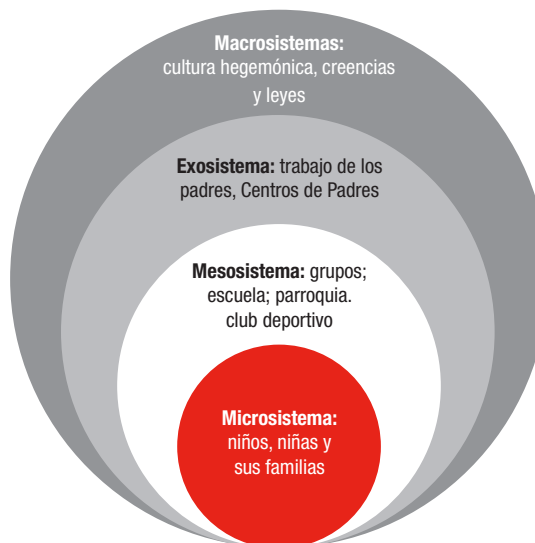 Macrosistemas:
cultura hegemónica, creencias
y leyes
Exosistema: trabajo de los
padres, Centros de Padres
Mesosistema: grupos;
escuela; parroquia.
club deportivo
Microsistema:
niños, niñas y
sus familias